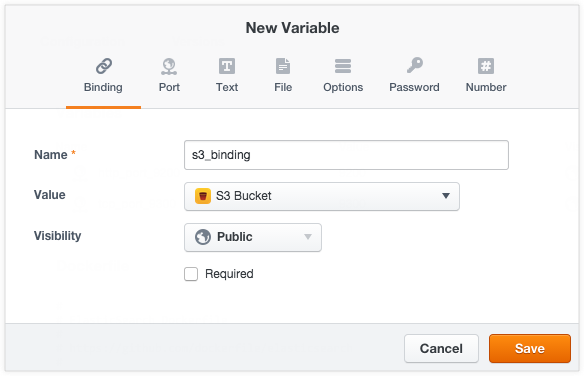 New Variable
Binding Port Text File Options Password Number
Name * s3_binding
Value S3 Bucket
Visibility Public
Required
Cancel Save